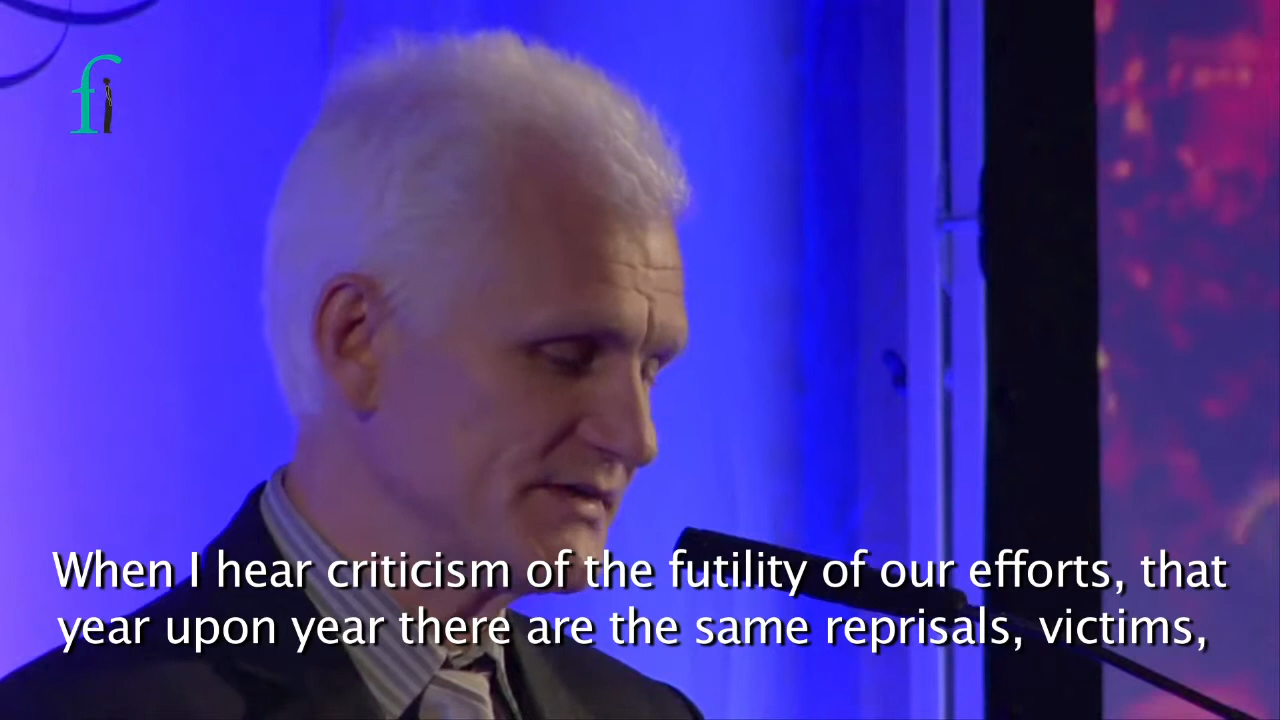 fi
When I hear criticism of the futility of our efforts, that
year upon year there are the same reprisals, victims,